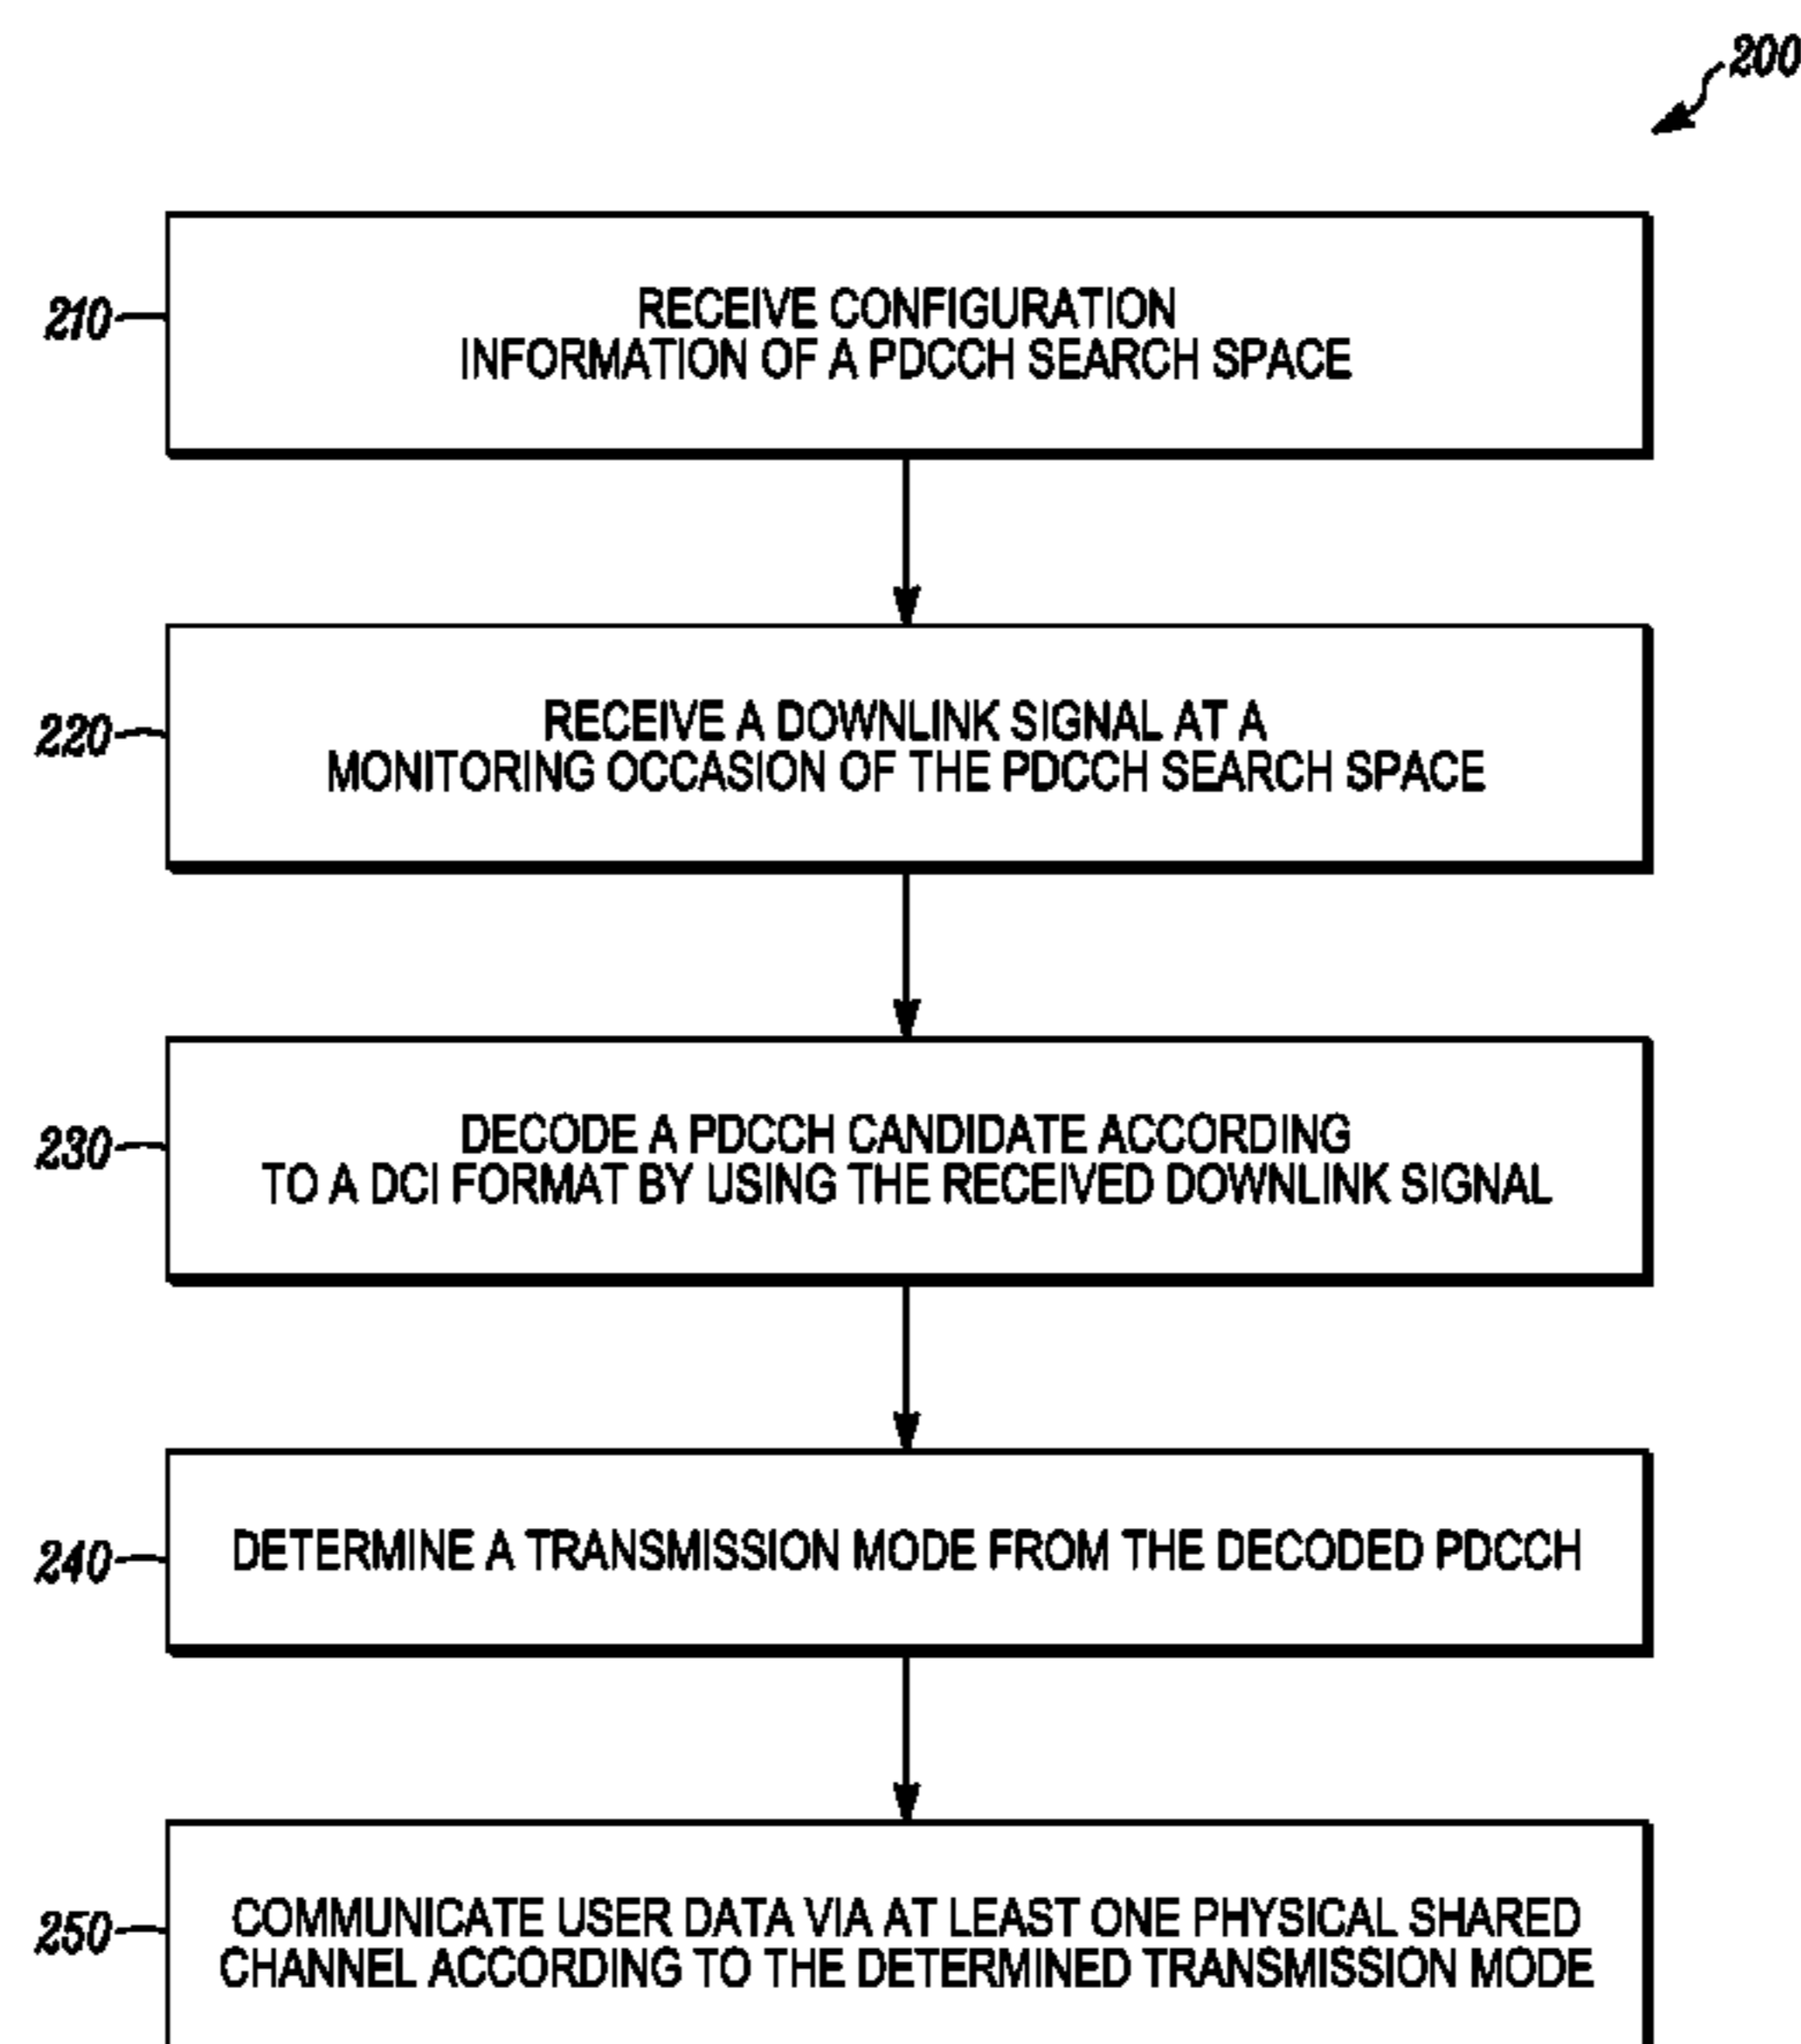 200
210
RECEIVE CONFIGURATION
INFORMATION OF A PDCCH SEARCH SPACE
220
RECEIVE A DOWNLINK SIGNAL AT A
MONITORING OCCASION OF THE PDCCH SEARCH SPACE
230
DECODE A PDCCH CANDIDATE ACCORDING
TO A DCI FORMAT BY USING THE RECEIVED DOWNLINK SIGNAL
240
DETERMINE A TRANSMISSION MODE FROM THE DECODED PDCCH
250
COMMUNICATE USER DATA VIA AT LEAST ONE PHYSICAL SHARED
CHANNEL ACCORDING TO THE DETERMINED TRANSMISSION MODE